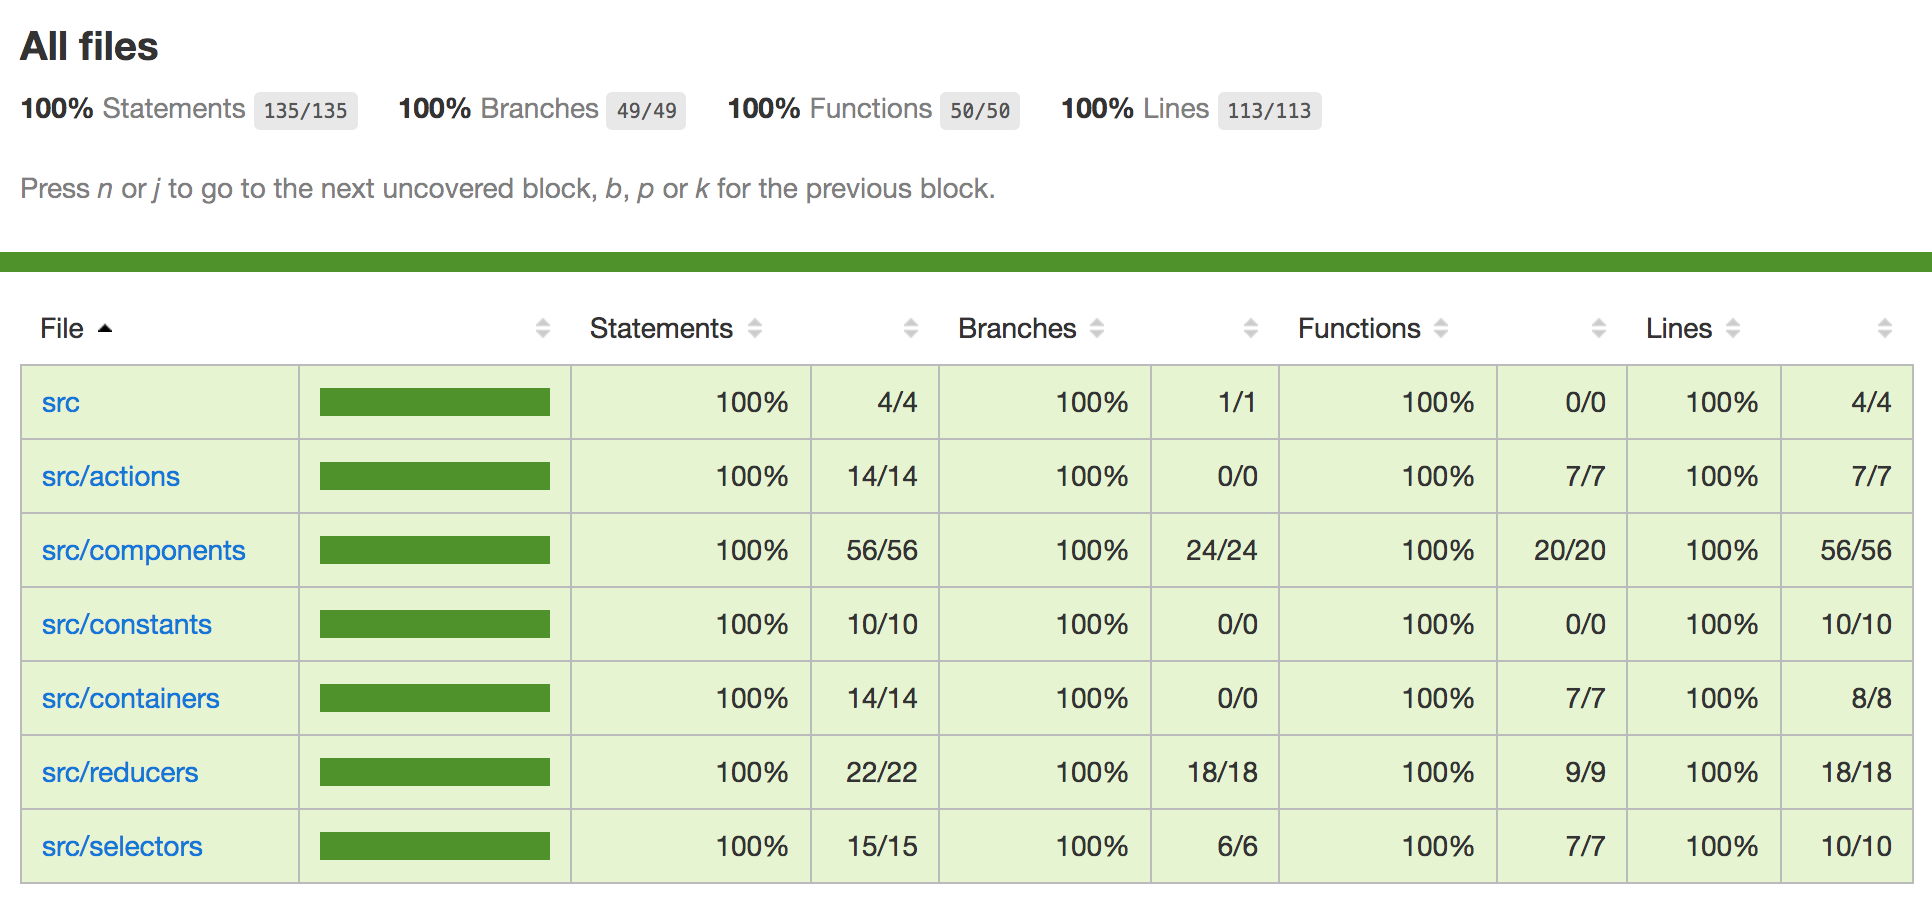 All files
100% Statements 135/135 100% Branches 49/49 100% Functions 50/50 100% Lines 113/113
Press n or j to go to the next uncovered block, b, p or k for the previous block.
File Statements Branches Functions Lines
src 100% 4/4 100% 1/1 100% 0/0 100% 4/4
src/actions 100% 14/14 100% 0/0 100% 7/7 100% 7/7
src/components 100% 56/56 100% 24/24 100% 20/20 100% 56/56
src/constants 100% 10/10 100% 0/0 100% 0/0 100% 10/10
src/containers 100% 14/14 100% 0/0 100% 7/7 100% 8/8
src/reducers 100% 22/22 100% 18/18 100% 9/9 100% 18/18
src/selectors 100% 15/15 100% 6/6 100% 7/7 100% 10/10